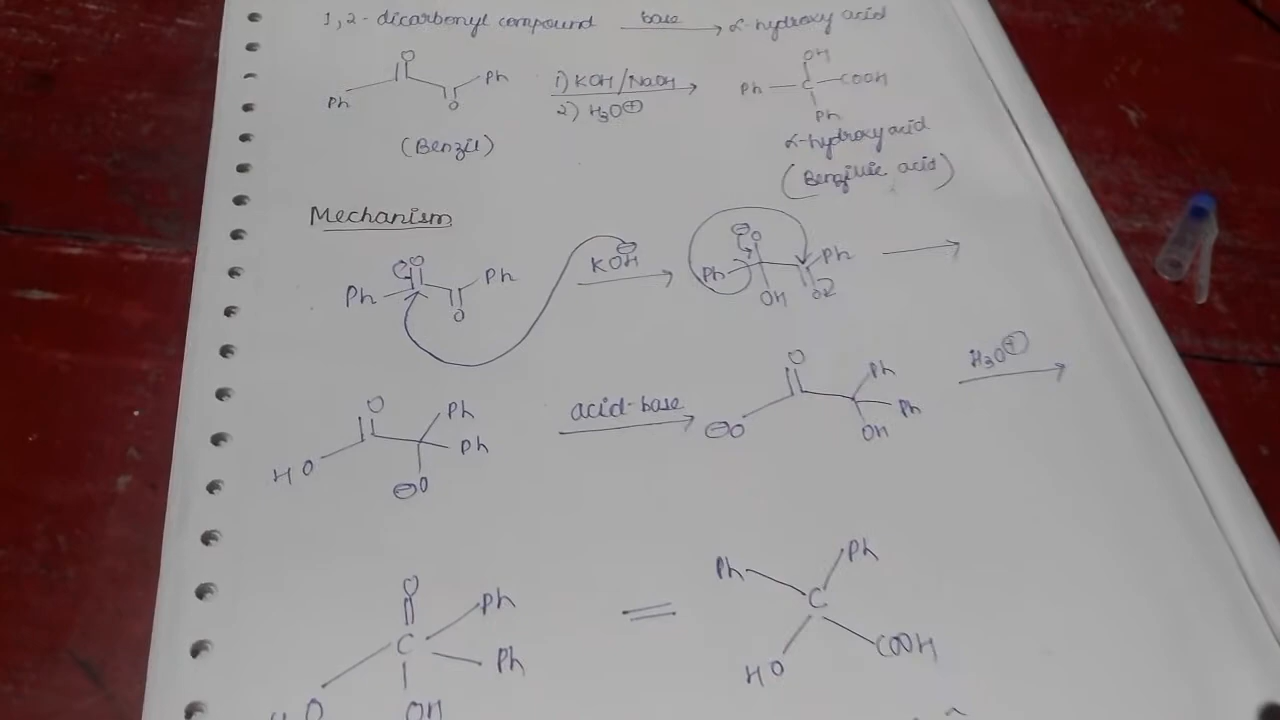 1,2-dicarbonyl compound base → α-hydroxy acid
O
Ph O Ph
1) KOH/NaOH
2) H3O⊕
OH
Ph — C — COOH
Ph
(Benzil)
α-hydroxy acid
(Benzilic acid)
Mechanism
O
Ph O Ph
KOH⊖
⊖O
Ph Ph
OH O
O
HO Ph
Ph
⊖O
acid-base
O
⊖O Ph
Ph
OH
H3O⊕
O
C Ph
Ph
O OH
=
Ph Ph
C
HO COOH